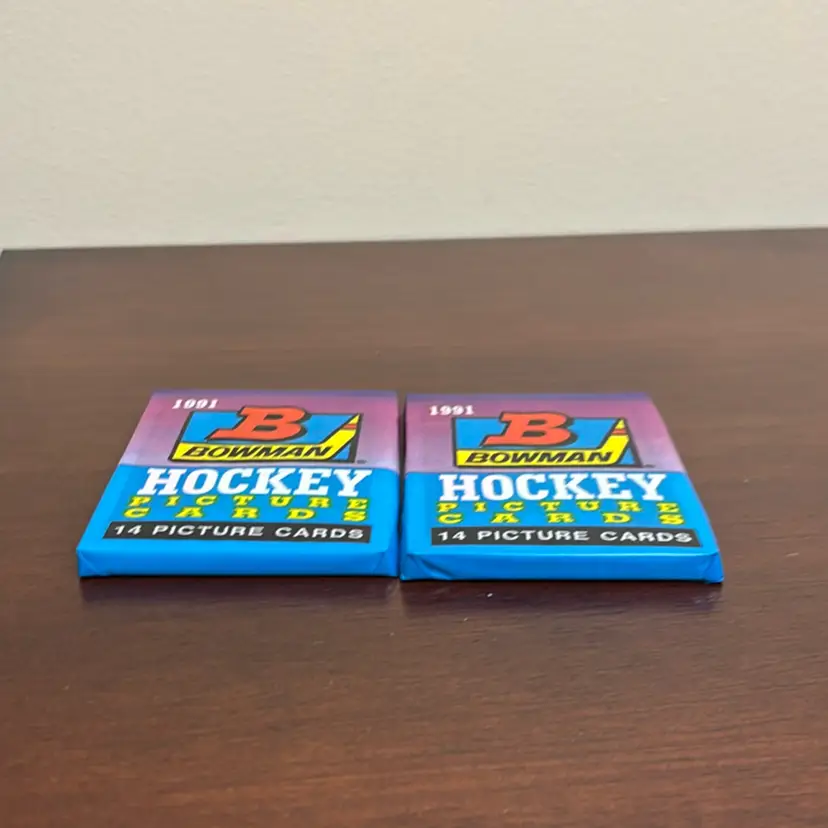 1991
B
BOWMAN
HOCKEY
PICTURE
CARDS
14 PICTURE CARDS
1991
B
BOWMAN
HOCKEY
PICTURE
CARDS
14 PICTURE CARDS